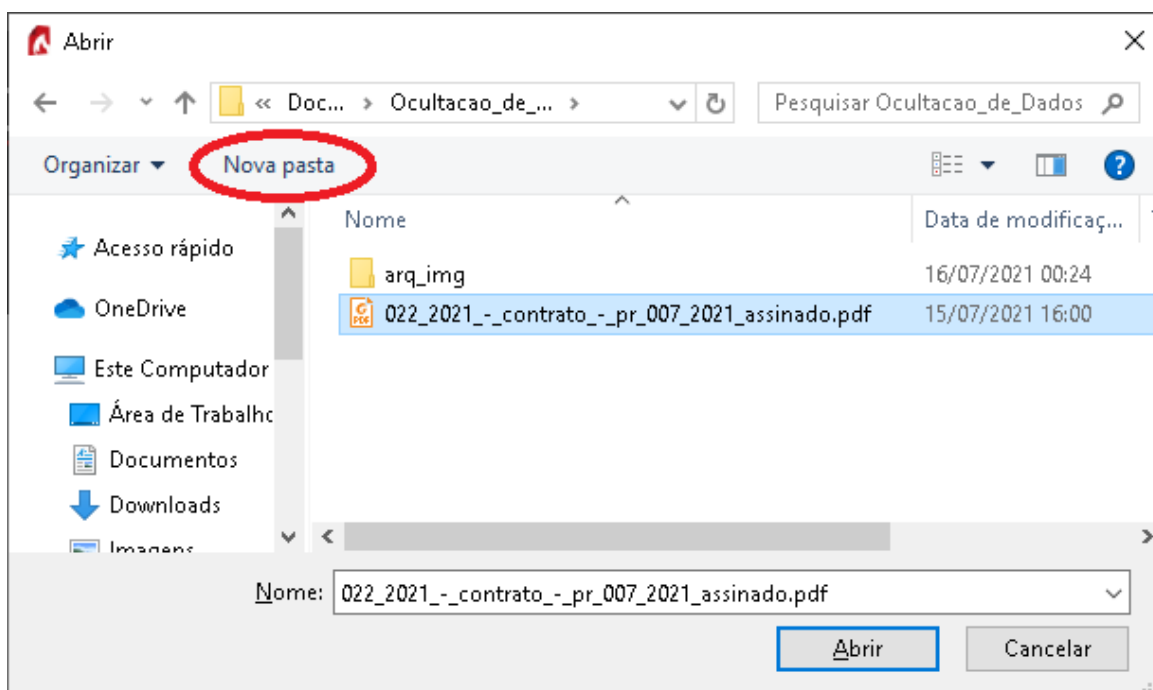 Abrir
« Doc... › Ocultacao_de_... ›
Pesquisar Ocultacao_de_Dados
Organizar
Nova pasta
?
Nome
Data de modificaç...
Acesso rápido
OneDrive
Este Computador
Área de Trabalho
Documentos
Downloads
Imagens
arq_img 16/07/2021 00:24
G PDF 022_2021_-_contrato_-_pr_007_2021_assinado.pdf 15/07/2021 16:00
Nome: 022_2021_-_contrato_-_pr_007_2021_assinado.pdf
Abrir
Cancelar